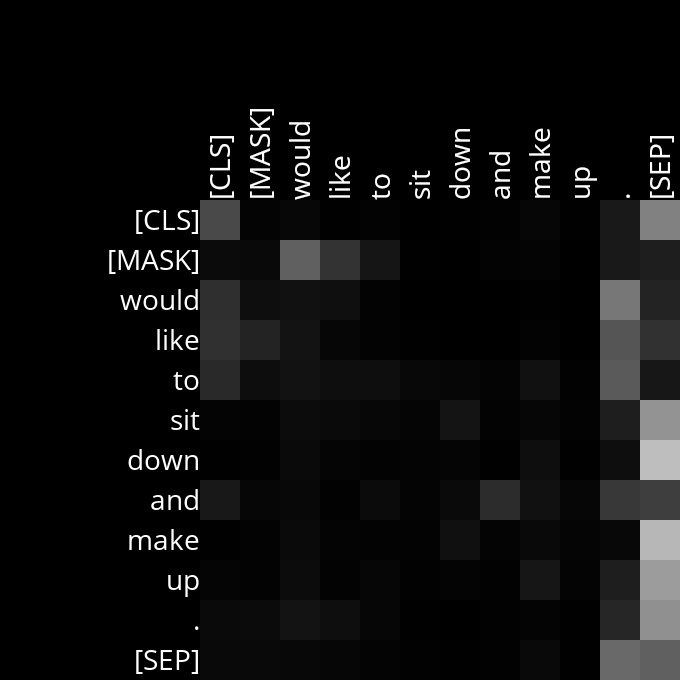 [CLS] [MASK] would like to sit down and make up . [SEP]
[CLS]
[MASK]
would
like
to
sit
down
and
make
up
.
[SEP]